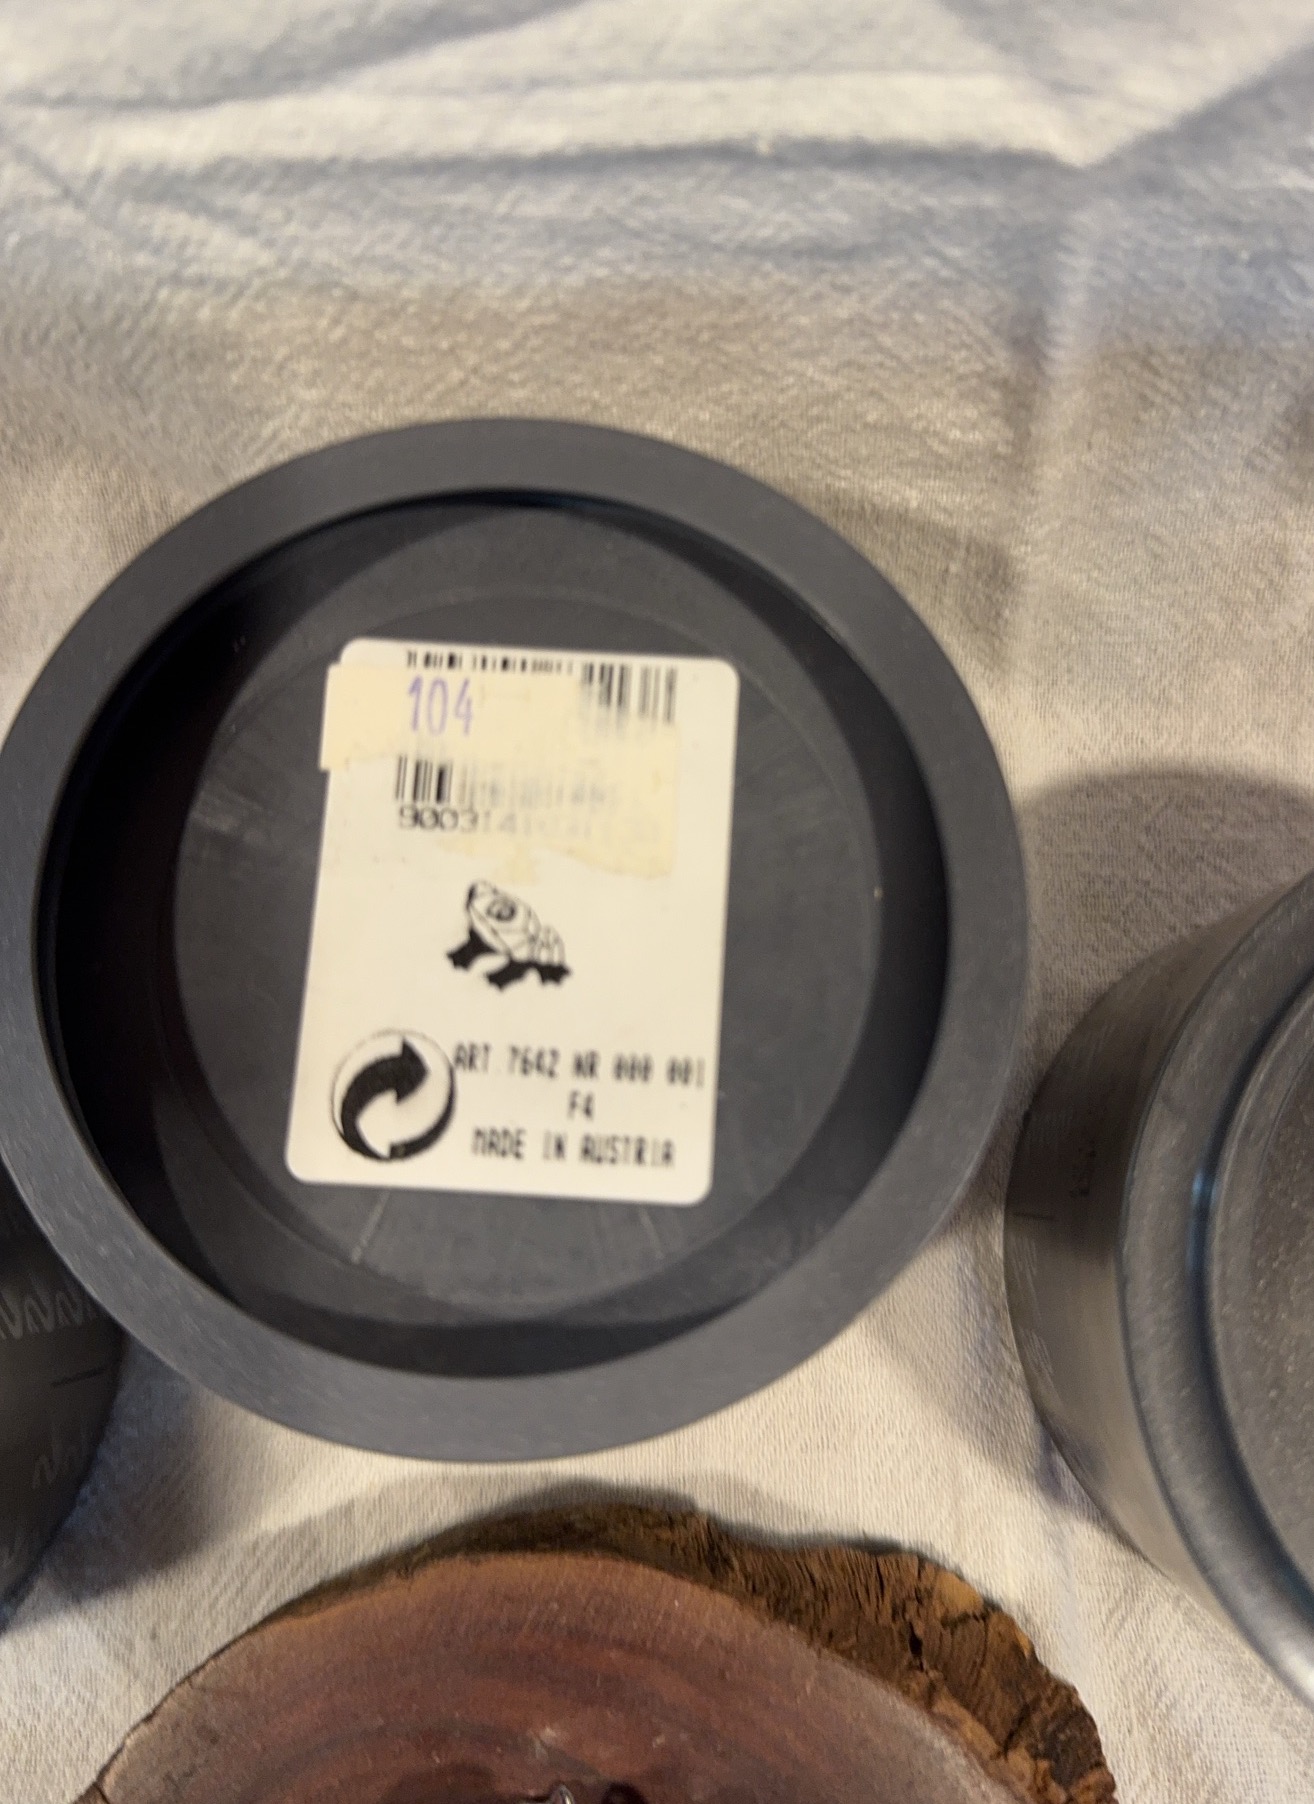 104
ART.7642 NR 000 001
F4
MADE IN AUSTRIA